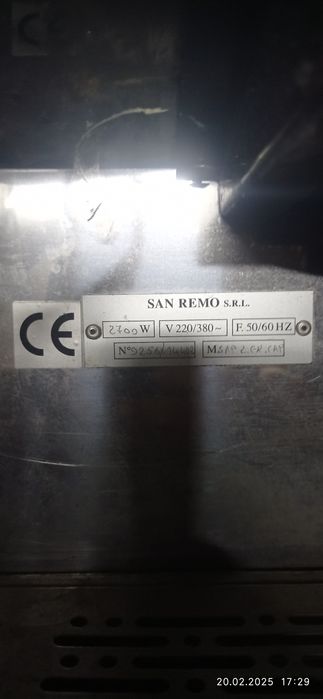 CE
SAN REMO S.R.L.
2700 W V 220/380~ F. 50/60 HZ
N° M
20.02.2025 17:29